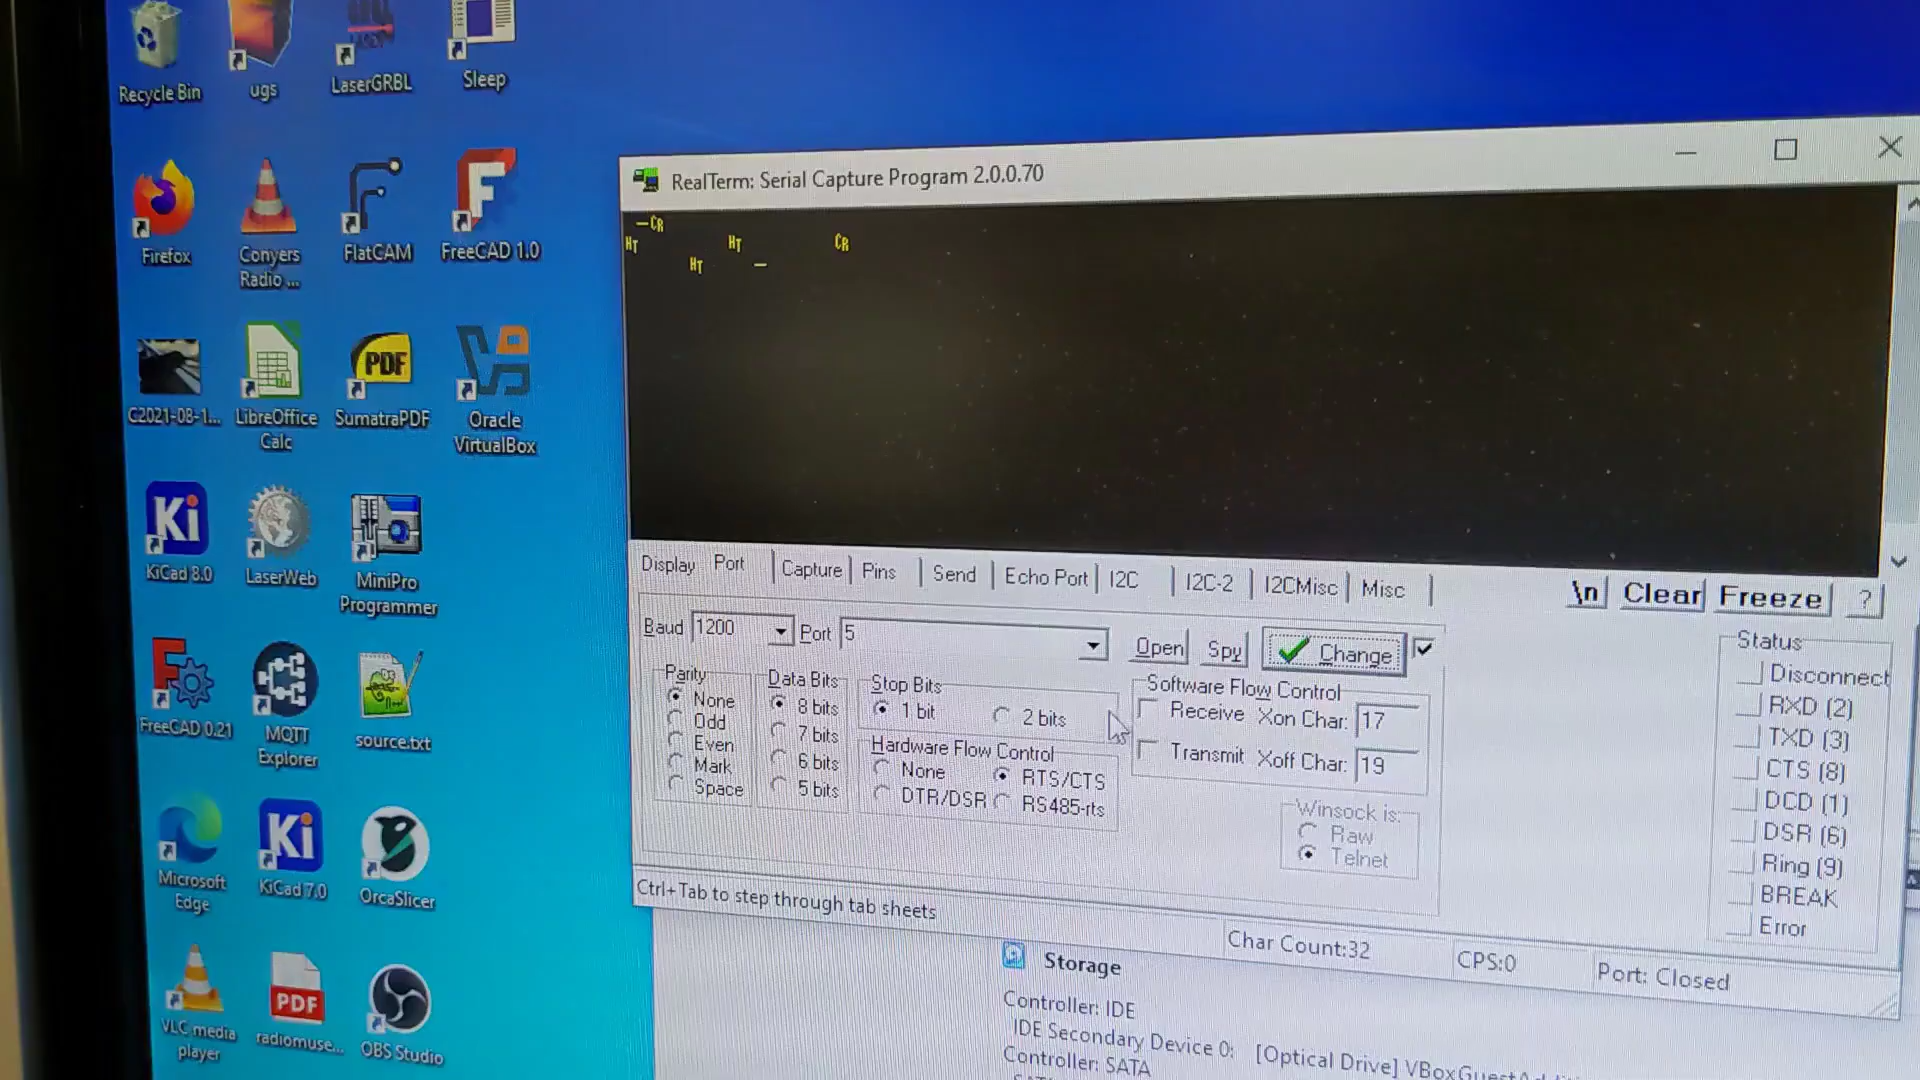 Recycle Bin
ugs
LaserGRBL
Sleep
Firefox
Conyers
Radio ...
FlatCAM
FreeCAD 1.0
C2021-08-1...
LibreOffice
Calc
PDF
SumatraPDF
Oracle
VirtualBox
Ki
KiCad 8.0
LaserWeb
MiniPro
Programmer
FreeCAD 0.21
MQTT
Explorer
source.txt
Microsoft
Edge
Ki
KiCad 7.0
OrcaSlicer
VLC media
player
PDF
radiomuse...
OBS Studio
RealTerm: Serial Capture Program 2.0.0.70
CR
HT HT CR
HT
Display Port Capture Pins Send Echo Port I2C I2C-2 I2CMisc Misc
\n Clear Freeze ?
Baud 1200 Port 5 Open Spy Change
Parity
None
Odd
Even
Mark
Space
Data Bits
8 bits
7 bits
6 bits
5 bits
Stop Bits
1 bit 2 bits
Hardware Flow Control
None RTS/CTS
DTR/DSR RS485-rts
Software Flow Control
Receive Xon Char: 17
Transmit Xoff Char: 19
Winsock is:
Raw
Telnet
Status
Disconnect
RXD (2)
TXD (3)
CTS (8)
DCD (1)
DSR (6)
Ring (9)
BREAK
Error
Ctrl+Tab to step through tab sheets
Char Count:32 CPS:0 Port: Closed
Storage
Controller: IDE
IDE Secondary Device 0: [Optical Drive]
Controller: SATA